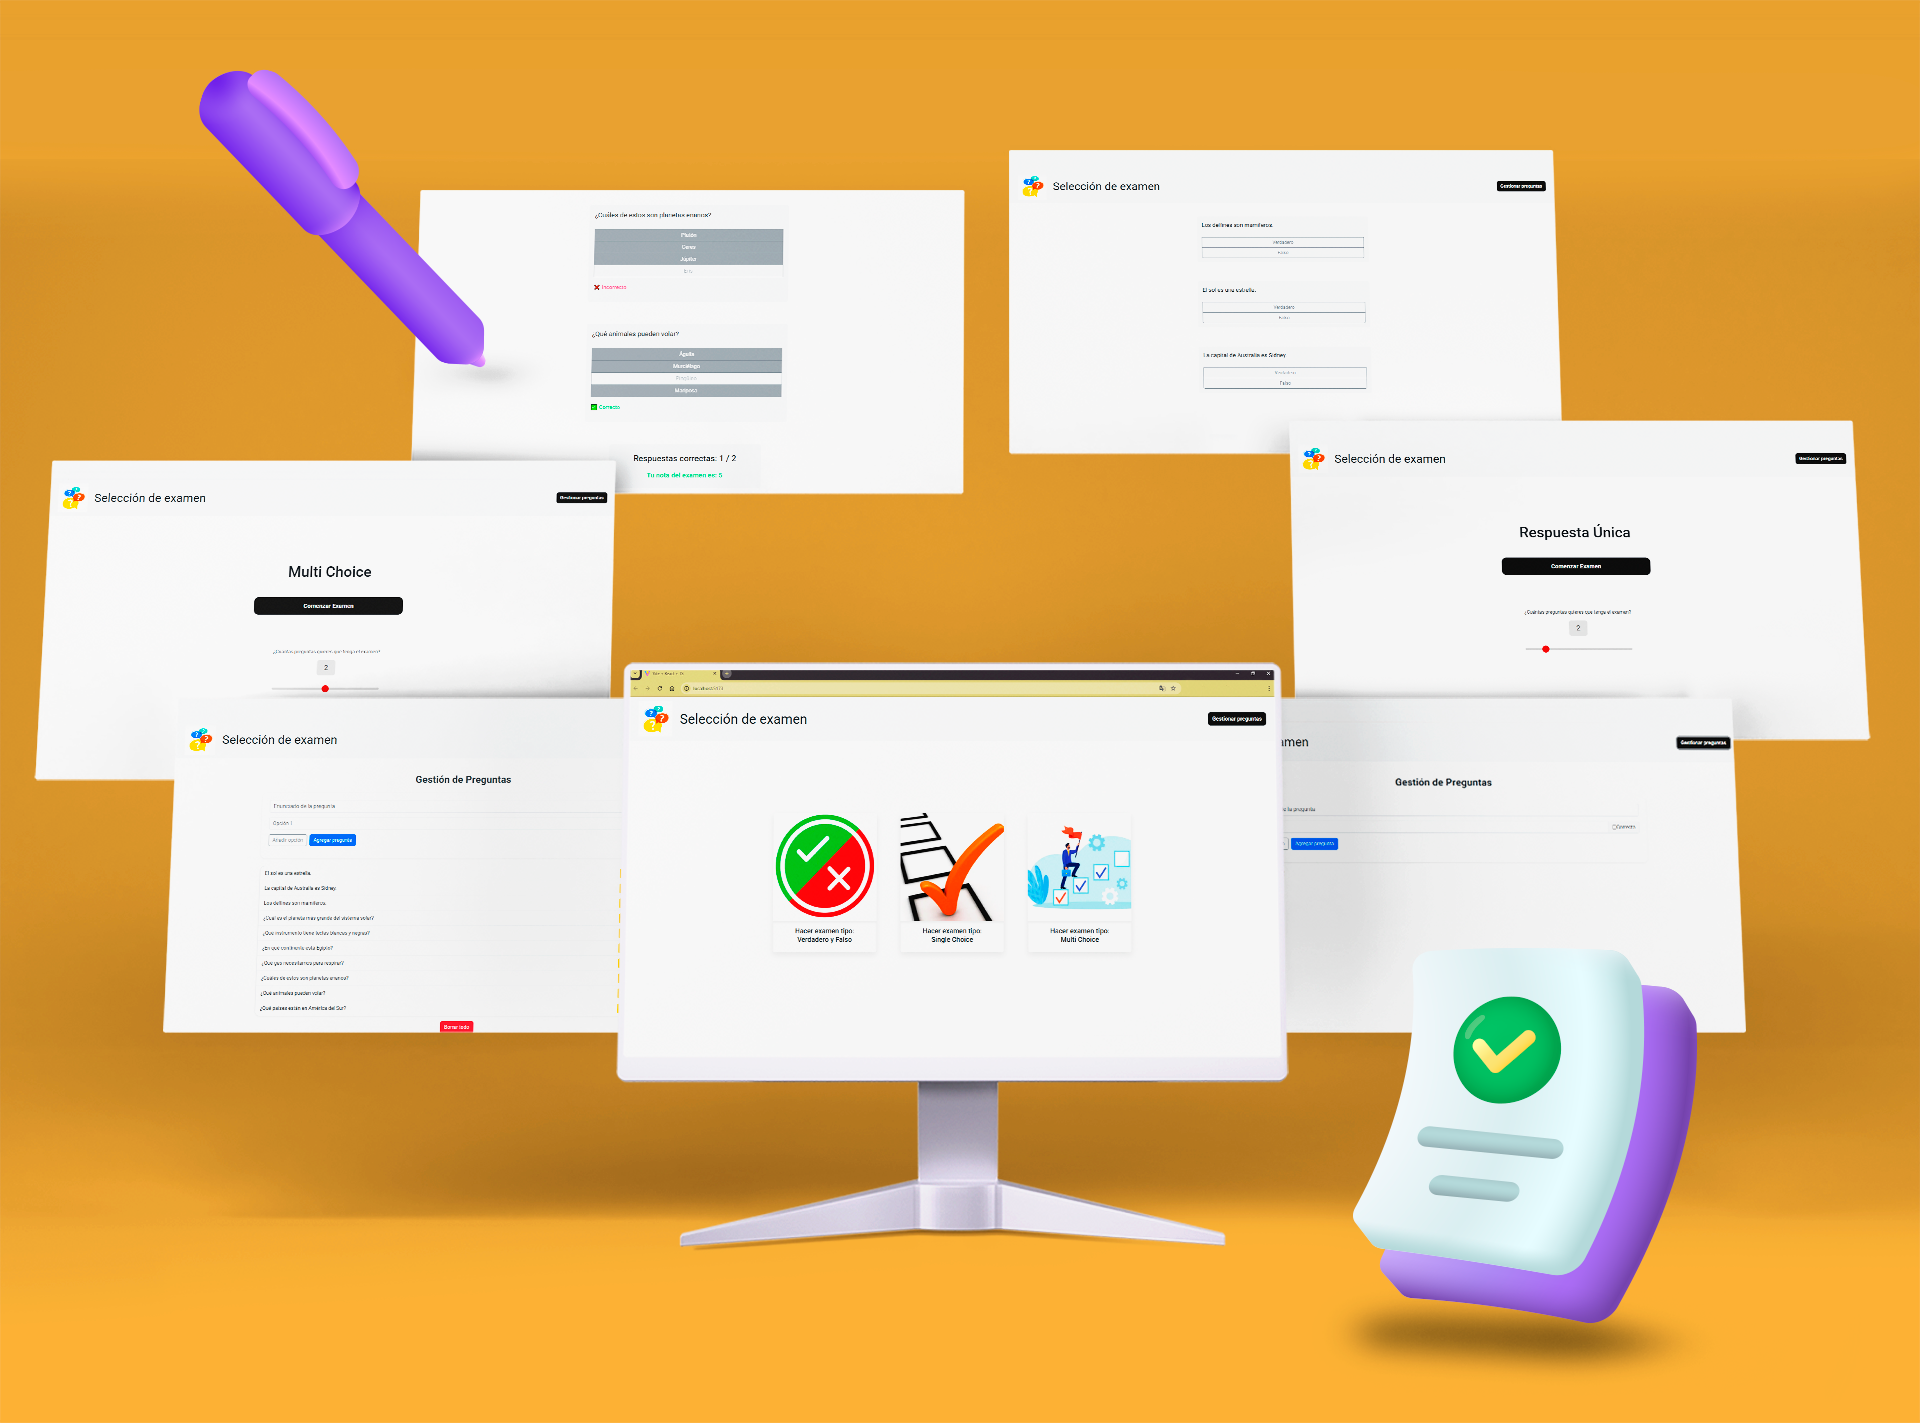 ¿Cuáles de estos son planetas enanos?
Plutón
Ceres
Júpiter
Eris
Incorrecto
¿Qué animales pueden volar?
Águila
Murciélago
Pingüino
Mariposa
Correcto
Respuestas correctas: 1 / 2
Tu nota del examen es: 5
Selección de examen
Gestionar preguntas
Los delfines son mamíferos.
Verdadero
Falso
El sol es una estrella.
Verdadero
Falso
La capital de Australia es Sídney.
Verdadero
Falso
Selección de examen
Gestionar preguntas
Multi Choice
Comenzar Examen
¿Cuántas preguntas quieres que tenga el examen?
2
Selección de examen
Gestionar preguntas
Respuesta Única
Comenzar Examen
¿Cuántas preguntas quieres que tenga el examen?
2
Selección de examen
Gestión de Preguntas
Enunciado de la pregunta
Opción 1
Añadir opción
Agregar pregunta
El sol es una estrella.
La capital de Australia es Sídney.
Los delfines son mamíferos.
¿Cuál es el planeta más grande del sistema solar?
¿Qué instrumento tiene teclas blancas y negras?
¿En qué continente está Egipto?
¿Qué gas necesitamos para respirar?
¿Cuáles de estos son planetas enanos?
¿Qué animales pueden volar?
¿Qué países están en América del Sur?
Borrar todo
Vite + React + TS
localhost:5173
Selección de examen
Gestionar preguntas
Hacer examen tipo:
Verdadero y Falso
Hacer examen tipo:
Single Choice
Hacer examen tipo:
Multi Choice
amen
Gestionar preguntas
Gestión de Preguntas
la pregunta
Correcta
Agregar pregunta